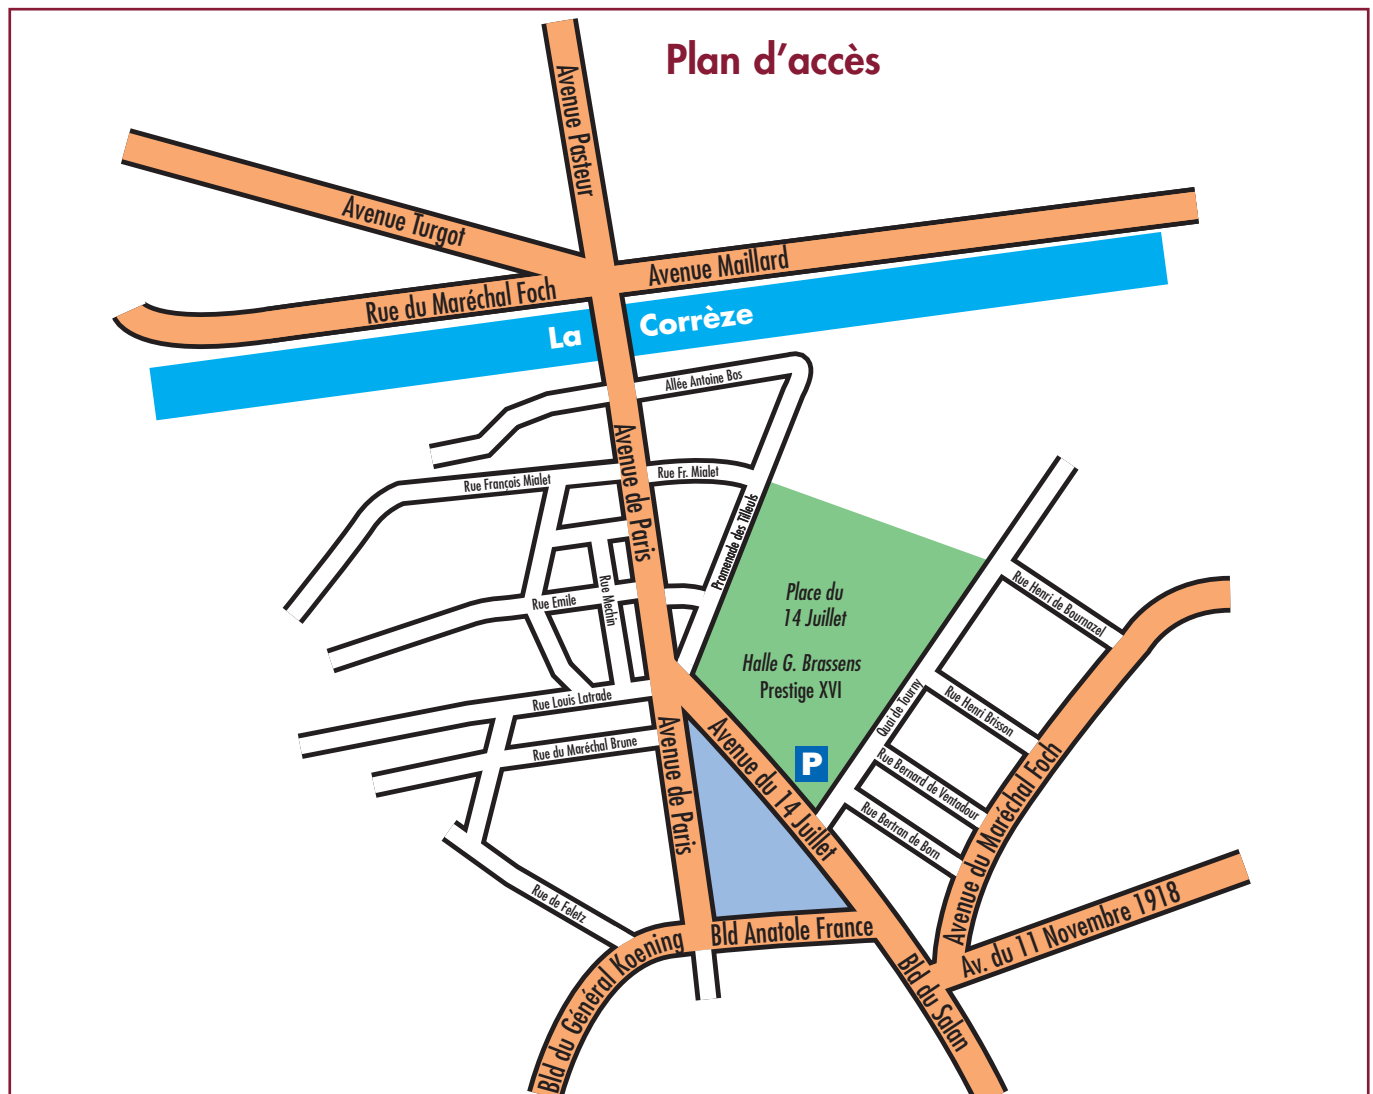 Plan d'accès
Avenue Pasteur
Avenue Turgot
Avenue Maillard
Rue du Maréchal Foch
La Corrèze
Allée Antoine Bos
Avenue de Paris
Rue François Mialet
Rue Fr. Mialet
Promenade des Tilleuls
Place du
14 Juillet
Halle G. Brassens
Prestige XVI
P
Rue Emile
Rue Mechin
Rue Henri de Bournazel
Rue Louis Latrade
Quai de Tourny
Rue Henri Brisson
Rue du Maréchal Brune
Avenue de Paris
Avenue du 14 Juillet
Rue Bernard de Ventadour
Rue Bertran de Born
Avenue du Maréchal Foch
Rue de Feletz
Bld du Général Koening
Bld Anatole France
Bld du Salan
Av. du 11 Novembre 1918